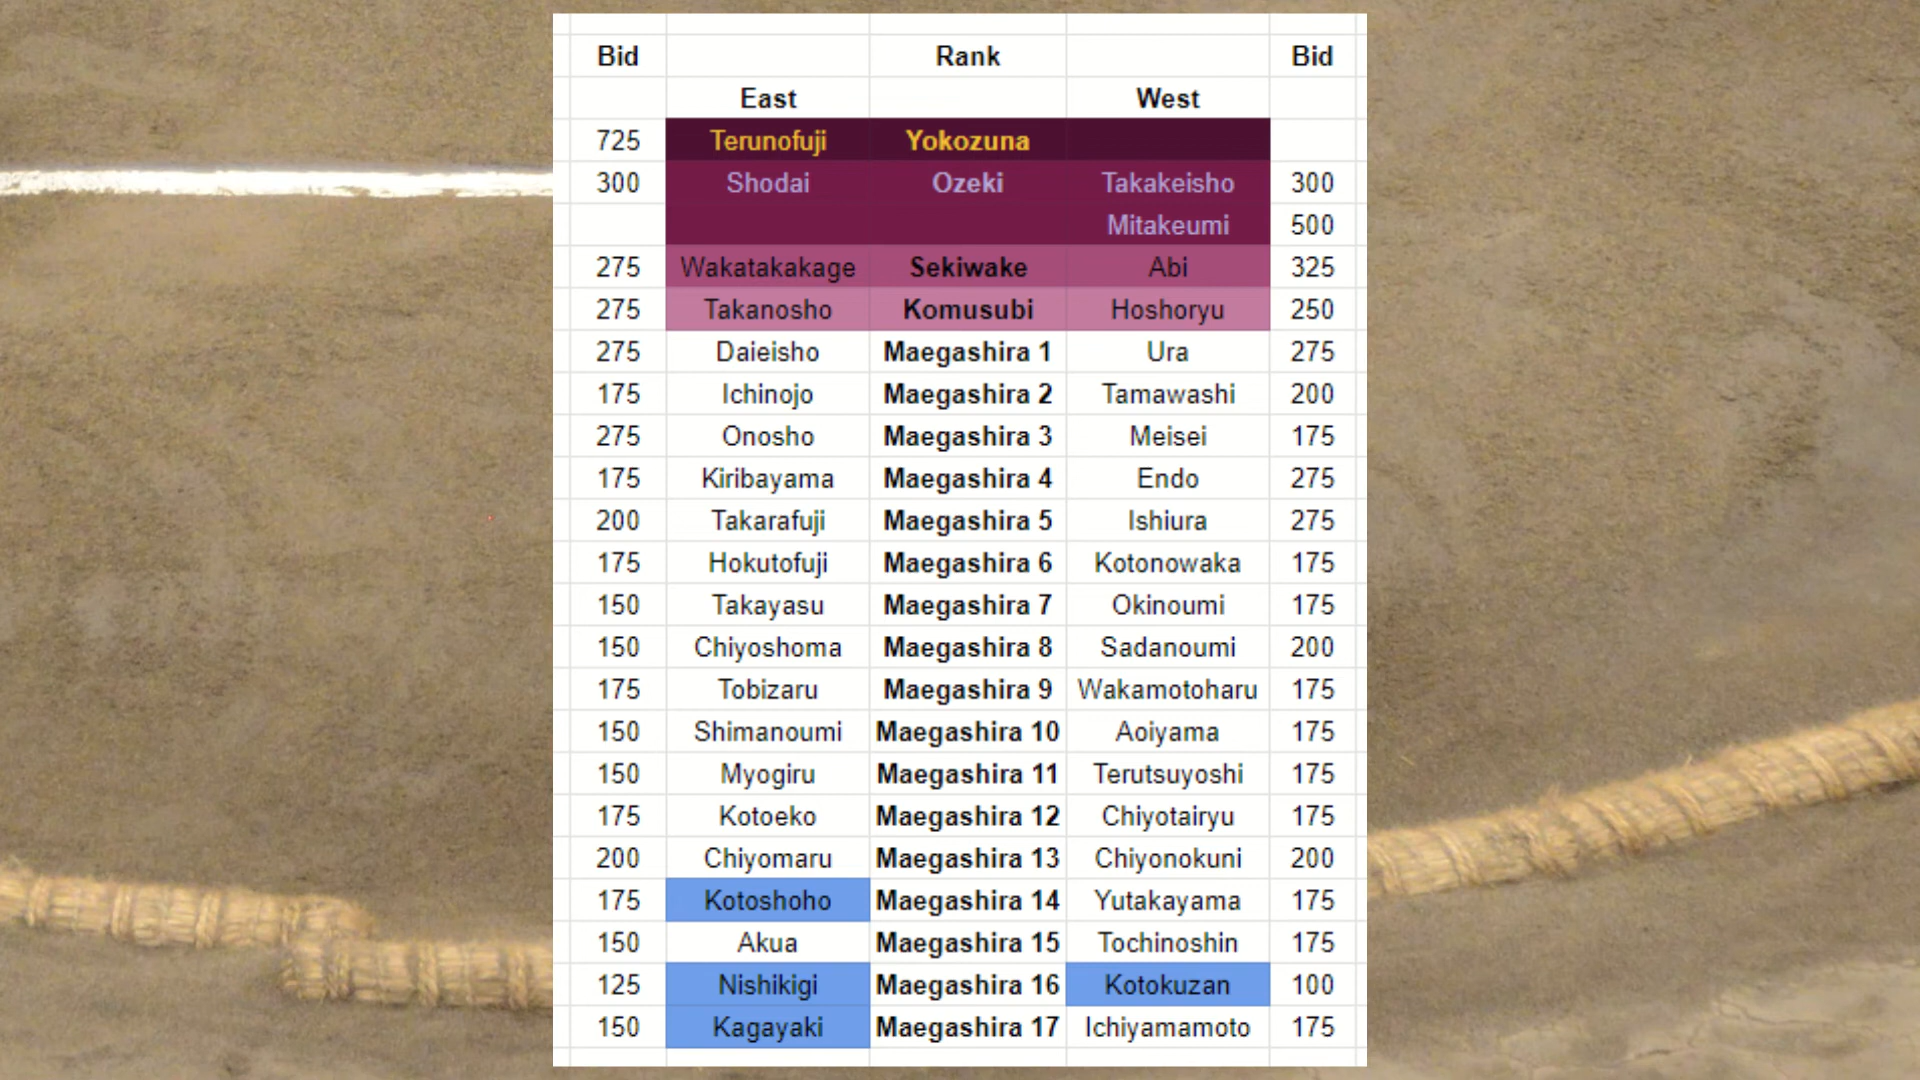 Bid Rank Bid
East West
725 Terunofuji Yokozuna
300 Shodai Ozeki Takakeisho 300
Mitakeumi 500
275 Wakatakakage Sekiwake Abi 325
275 Takanosho Komusubi Hoshoryu 250
275 Daieisho Maegashira 1 Ura 275
175 Ichinojo Maegashira 2 Tamawashi 200
275 Onosho Maegashira 3 Meisei 175
175 Kiribayama Maegashira 4 Endo 275
200 Takarafuji Maegashira 5 Ishiura 275
175 Hokutofuji Maegashira 6 Kotonowaka 175
150 Takayasu Maegashira 7 Okinoumi 175
150 Chiyoshoma Maegashira 8 Sadanoumi 200
175 Tobizaru Maegashira 9 Wakamotoharu 175
150 Shimanoumi Maegashira 10 Aoiyama 175
150 Myogiru Maegashira 11 Terutsuyoshi 175
175 Kotoeko Maegashira 12 Chiyotairyu 175
200 Chiyomaru Maegashira 13 Chiyonokuni 200
175 Kotoshoho Maegashira 14 Yutakayama 175
150 Akua Maegashira 15 Tochinoshin 175
125 Nishikigi Maegashira 16 Kotokuzan 100
150 Kagayaki Maegashira 17 Ichiyamamoto 175